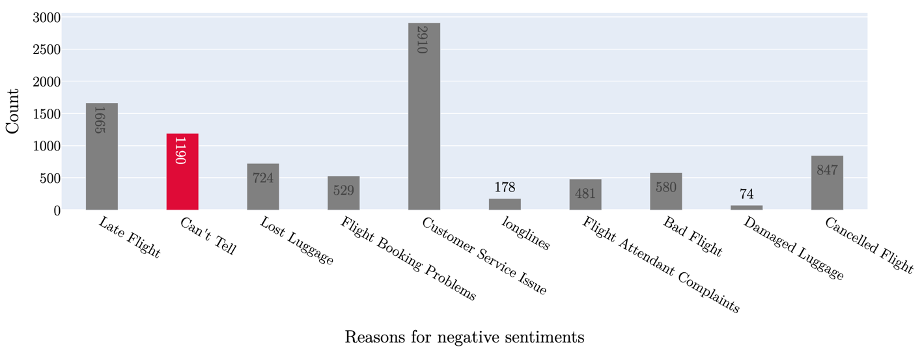 3000
2500
2000
1500
1000
500
0
Count
1665
1190
724
529
2910
178
481
580
74
847
Late Flight
Can't Tell
Lost Luggage
Flight Booking Problems
Customer Service Issue
longlines
Flight Attendant Complaints
Bad Flight
Damaged Luggage
Cancelled Flight
Reasons for negative sentiments